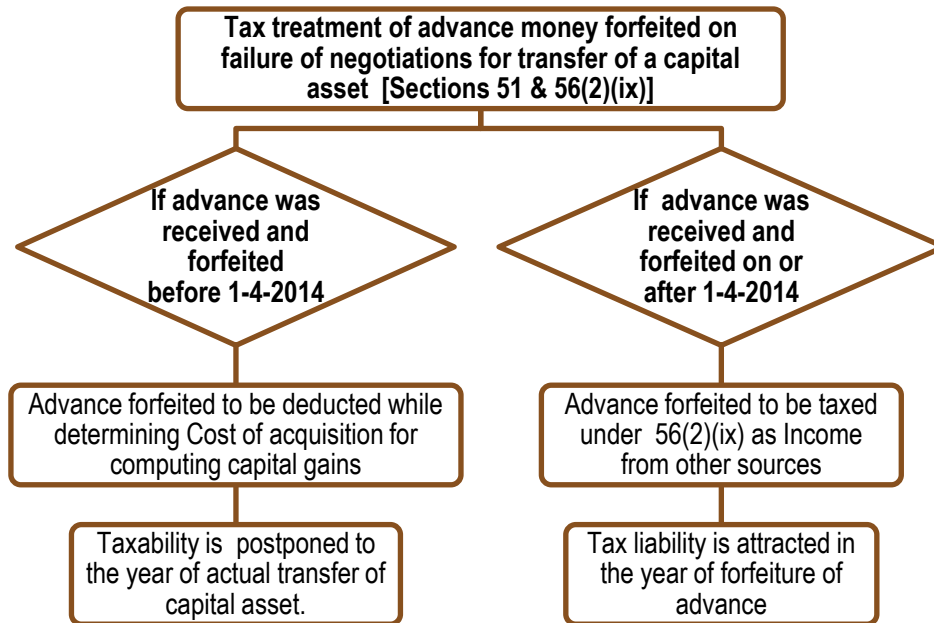 Tax treatment of advance money forfeited on
failure of negotiations for transfer of a capital
asset [Sections 51 & 56(2)(ix)]
If advance was
received and
forfeited
before 1-4-2014
If advance was
received and
forfeited on or
after 1-4-2014
Advance forfeited to be deducted while
determining Cost of acquisition for
computing capital gains
Advance forfeited to be taxed
under 56(2)(ix) as Income
from other sources
Taxability is postponed to
the year of actual transfer of
capital asset.
Tax liability is attracted in
the year of forfeiture of
advance